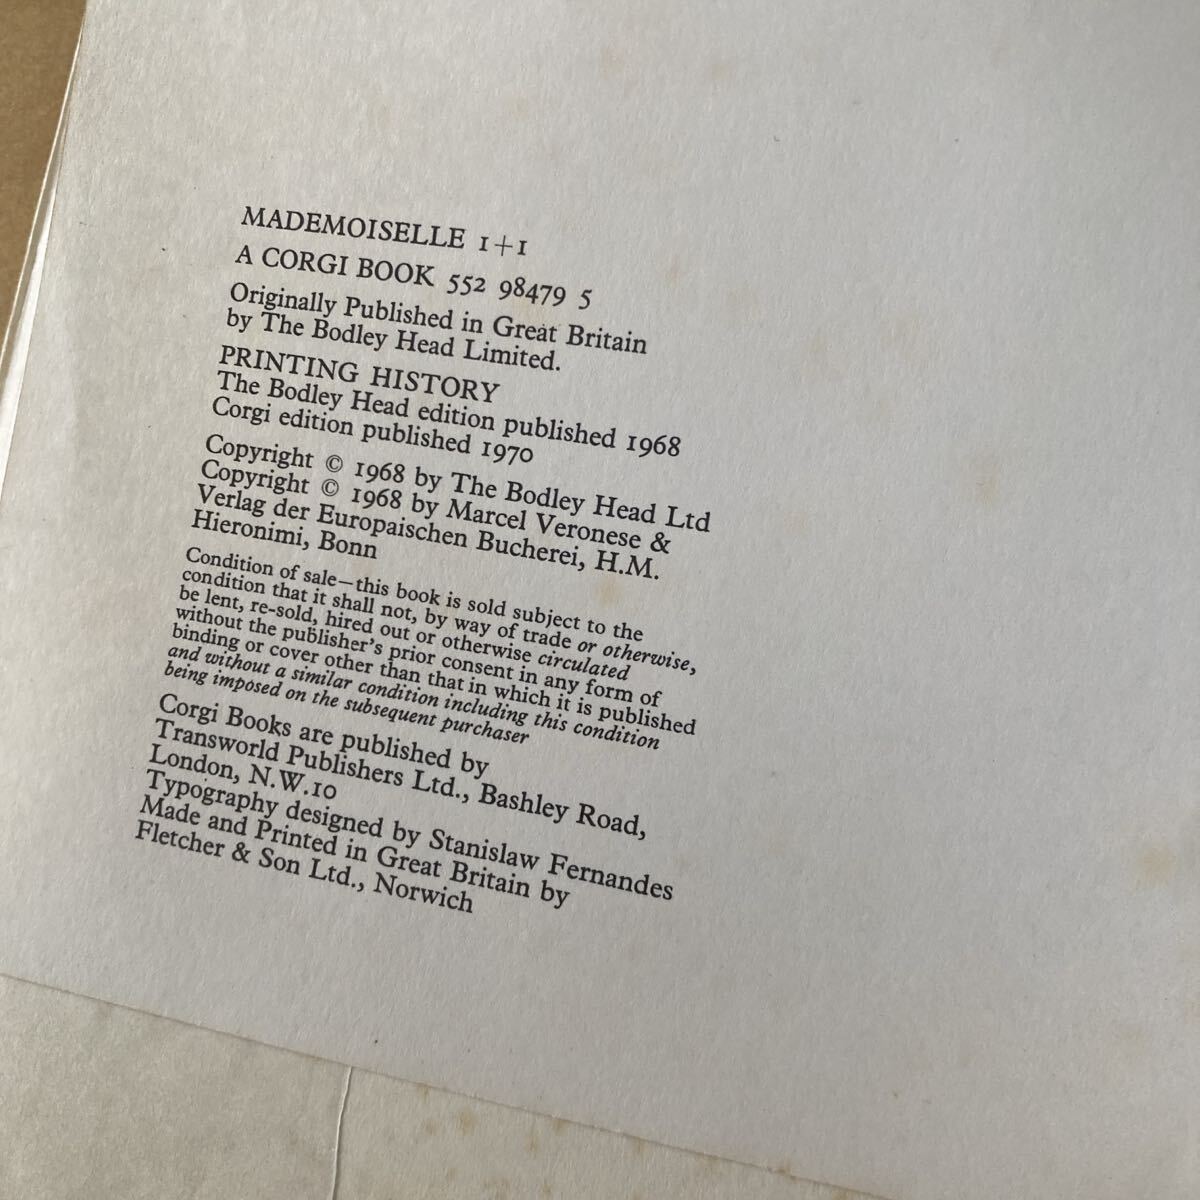 MADEMOISELLE 1+1
A CORGI BOOK 552 98479 5
Originally Published in Great Britain
by The Bodley Head Limited.
PRINTING HISTORY
The Bodley Head edition published 1968
Corgi edition published 1970
Copyright © 1968 by The Bodley Head Ltd
Copyright © 1968 by Marcel Veronese &
Verlag der Europaischen Bucherei, H.M.
Hieronimi, Bonn
Condition of sale—this book is sold subject to the
condition that it shall not, by way of trade or otherwise,
be lent, re-sold, hired out or otherwise circulated
without the publisher's prior consent in any form of
binding or cover other than that in which it is published
and without a similar condition including this condition
being imposed on the subsequent purchaser
Corgi Books are published by
Transworld Publishers Ltd., Bashley Road,
London, N.W.10
Typography designed by Stanislaw Fernandes
Made and Printed in Great Britain by
Fletcher & Son Ltd., Norwich